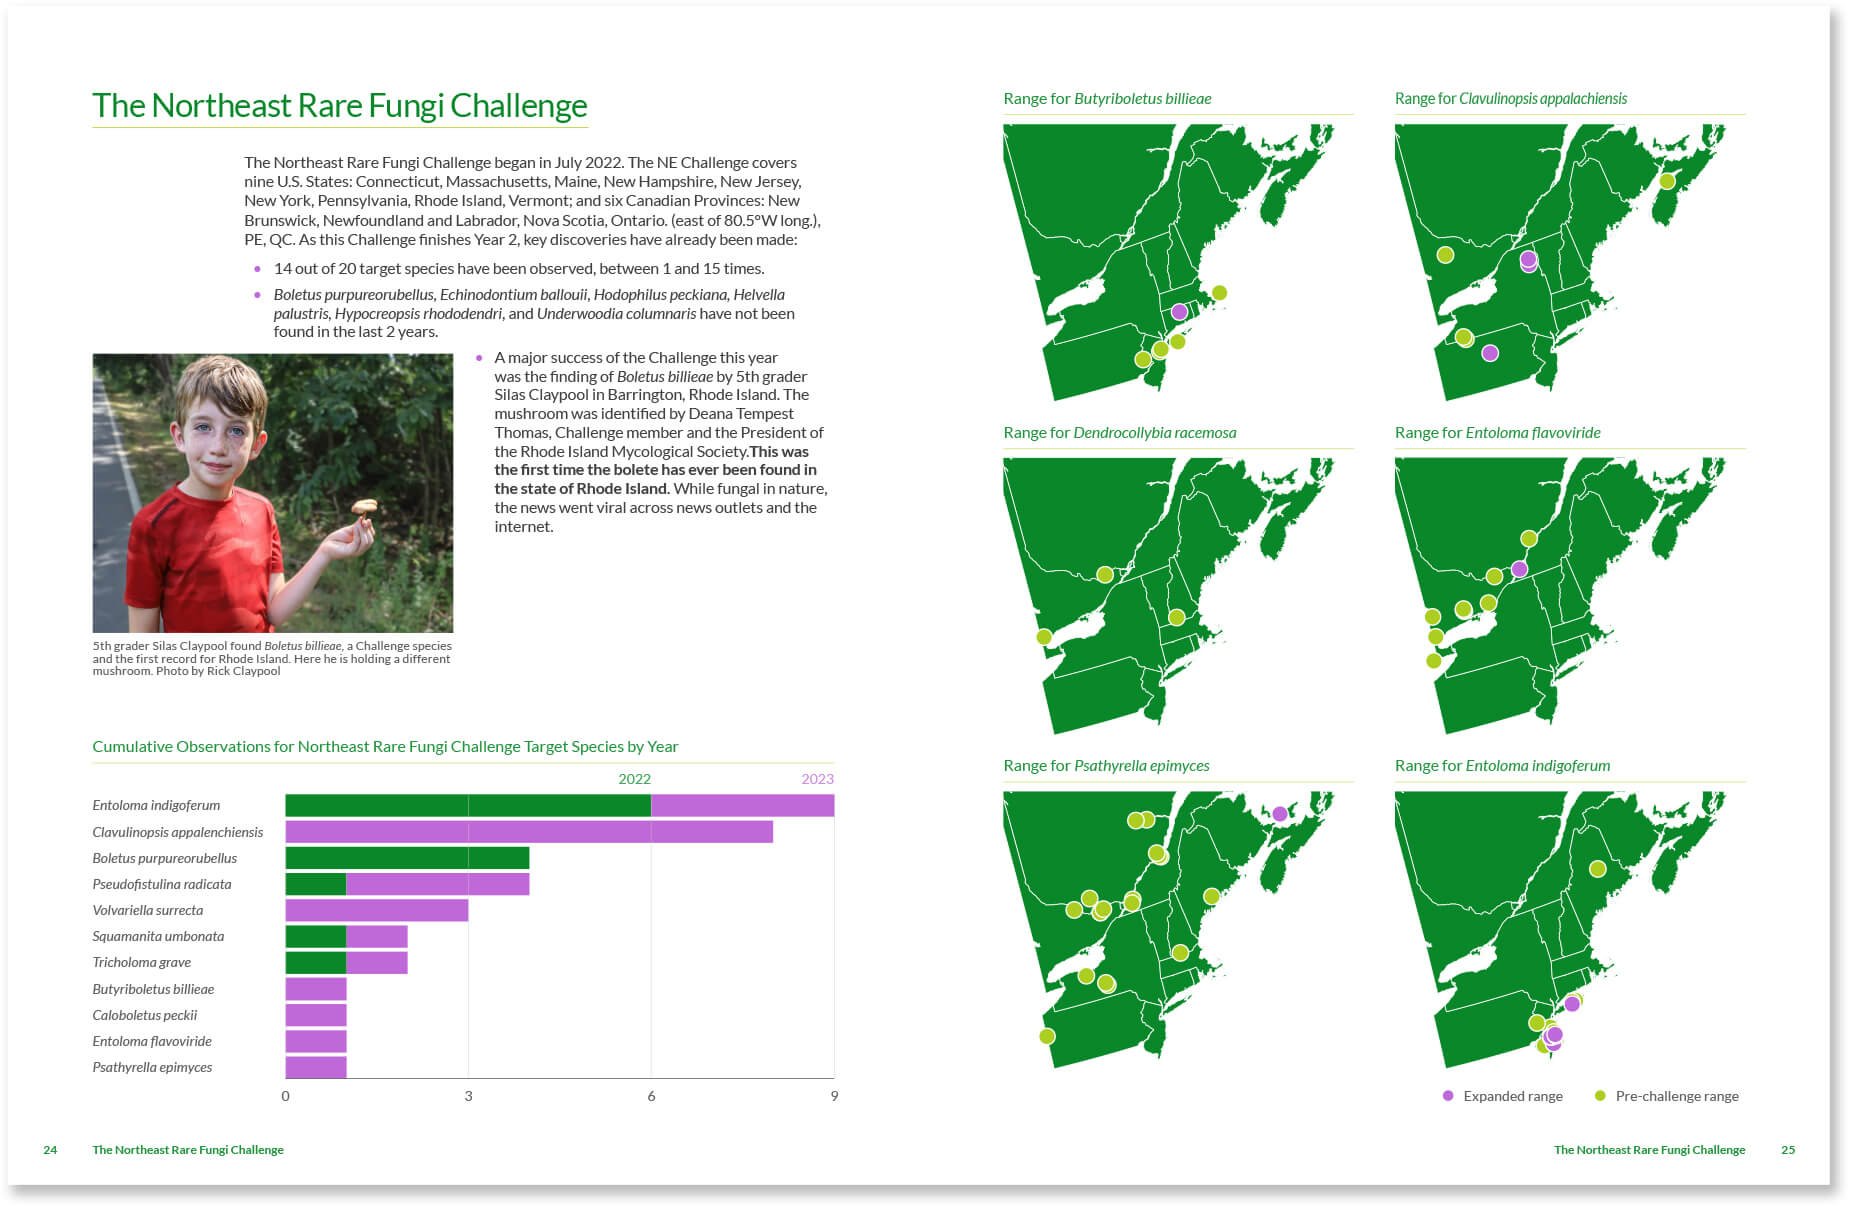 The Northeast Rare Fungi Challenge
The Northeast Rare Fungi Challenge began in July 2022. The NE Challenge covers
nine U.S. States: Connecticut, Massachusetts, Maine, New Hampshire, New Jersey,
New York, Pennsylvania, Rhode Island, Vermont; and six Canadian Provinces: New
Brunswick, Newfoundland and Labrador, Nova Scotia, Ontario. (east of 80.5°W long.),
PE, QC. As this Challenge finishes Year 2, key discoveries have already been made:
• 14 out of 20 target species have been observed, between 1 and 15 times.
• Boletus purpureorubellus, Echinodontium ballouii, Hodophilus peckiana, Helvella
palustris, Hypocreopsis rhododendri, and Underwoodia columnaris have not been
found in the last 2 years.
• A major success of the Challenge this year
was the finding of Boletus billieae by 5th grader
Silas Claypool in Barrington, Rhode Island. The
mushroom was identified by Deana Tempest
Thomas, Challenge member and the President of
the Rhode Island Mycological Society.This was
the first time the bolete has ever been found in
the state of Rhode Island. While fungal in nature,
the news went viral across news outlets and the
internet.
5th grader Silas Claypool found Boletus billieae, a Challenge species
and the first record for Rhode Island. Here he is holding a different
mushroom. Photo by Rick Claypool
Cumulative Observations for Northeast Rare Fungi Challenge Target Species by Year
2022 2023
Entoloma indigoferum
Clavulinopsis appalenchiensis
Boletus purpureorubellus
Pseudofistulina radicata
Volvariella surrecta
Squamanita umbonata
Tricholoma grave
Butyriboletus billieae
Caloboletus peckii
Entoloma flavoviride
Psathyrella epimyces
0 3 6 9
24 The Northeast Rare Fungi Challenge
Range for Butyriboletus billieae
Range for Clavulinopsis appalachiensis
Range for Dendrocollybia racemosa
Range for Entoloma flavoviride
Range for Psathyrella epimyces
Range for Entoloma indigoferum
Expanded range Pre-challenge range
The Northeast Rare Fungi Challenge 25